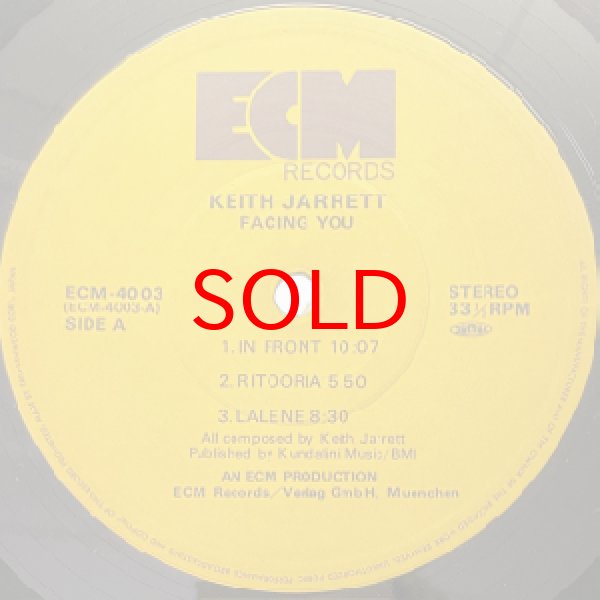 ECM
RECORDS
KEITH JARRETT
FACING YOU
ECM-4003
(ECM-4003-A)
SIDE A
SOLD
STEREO
33 1/3 RPM
1. IN FRONT 10:07
2. RITOORIA 5:50
3. LALENE 8:30
All composed by Keith Jarrett
Published by Kundalini Music/BMI
AN ECM PRODUCTION
ECM Records/Verlag GmbH, Muenchen